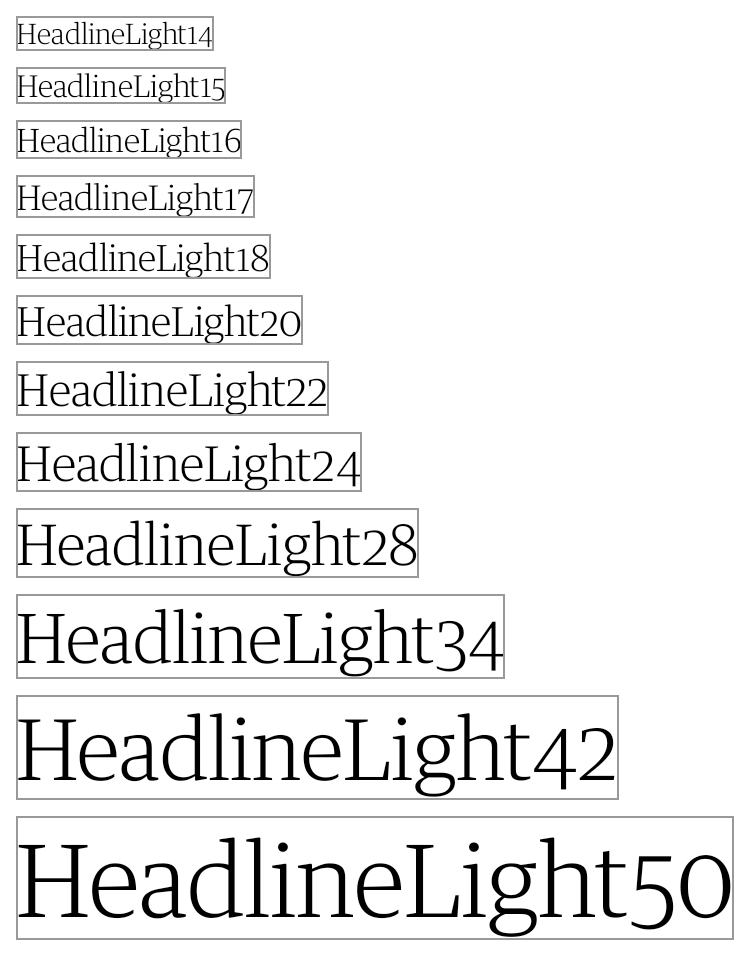 HeadlineLight14
HeadlineLight15
HeadlineLight16
HeadlineLight17
HeadlineLight18
HeadlineLight20
HeadlineLight22
HeadlineLight24
HeadlineLight28
HeadlineLight34
HeadlineLight42
HeadlineLight50